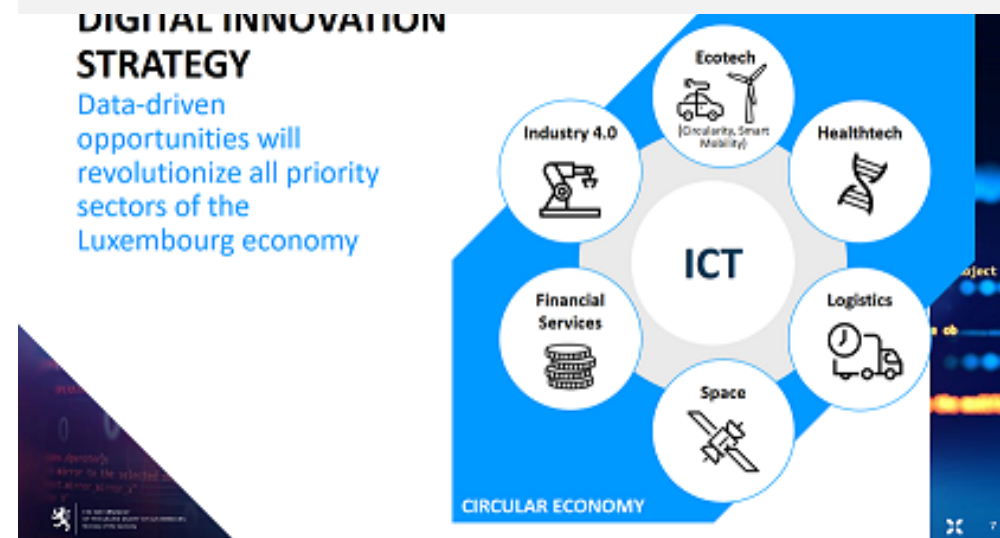 DIGITAL INNOVATION
STRATEGY
Data-driven
opportunities will
revolutionize all priority
sectors of the
Luxembourg economy
Ecotech
(Circularity, Smart
Mobility)
Industry 4.0
Healthtech
ICT
Financial
Services
Logistics
Space
CIRCULAR ECONOMY
7